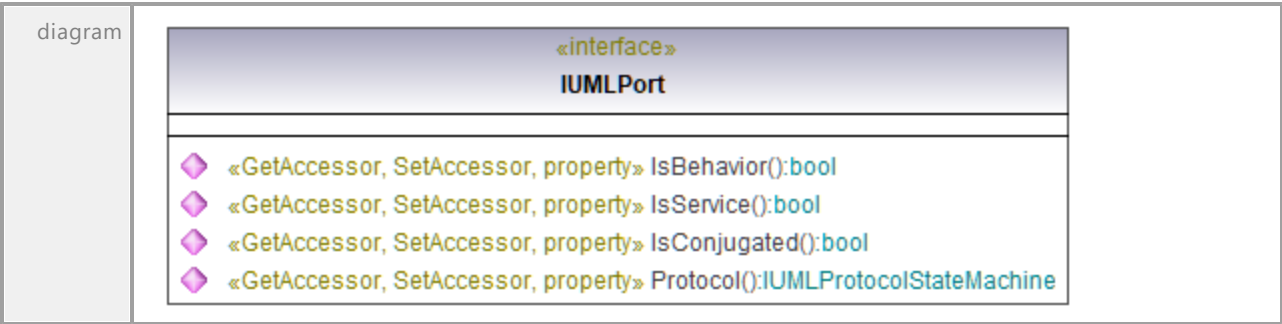 diagram
«interface»
IUMLPort
«GetAccessor, SetAccessor, property» IsBehavior():bool
«GetAccessor, SetAccessor, property» IsService():bool
«GetAccessor, SetAccessor, property» IsConjugated():bool
«GetAccessor, SetAccessor, property» Protocol():IUMLProtocolStateMachine